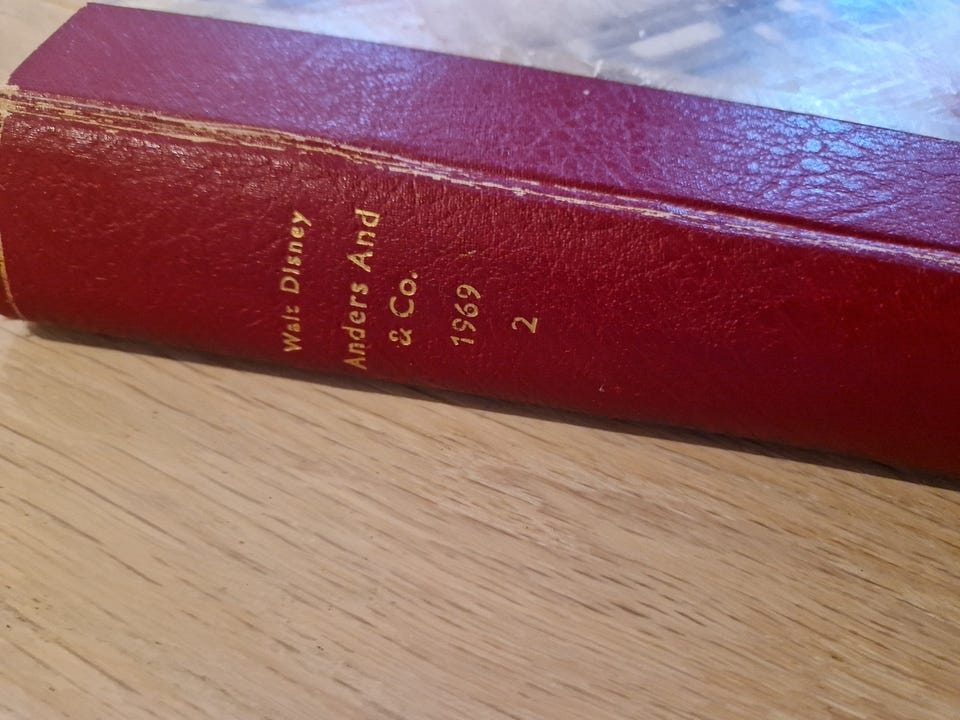 Walt Disney
Anders And
& Co.
1969
2